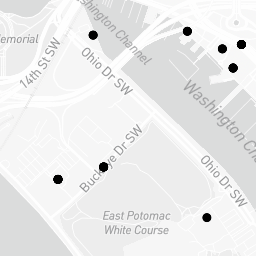 Washington Channel
emorial
14th St SW
Ohio Dr SW
Washington Cha
Buckeye Dr SW
Ohio Dr SW
East Potomac
White Course